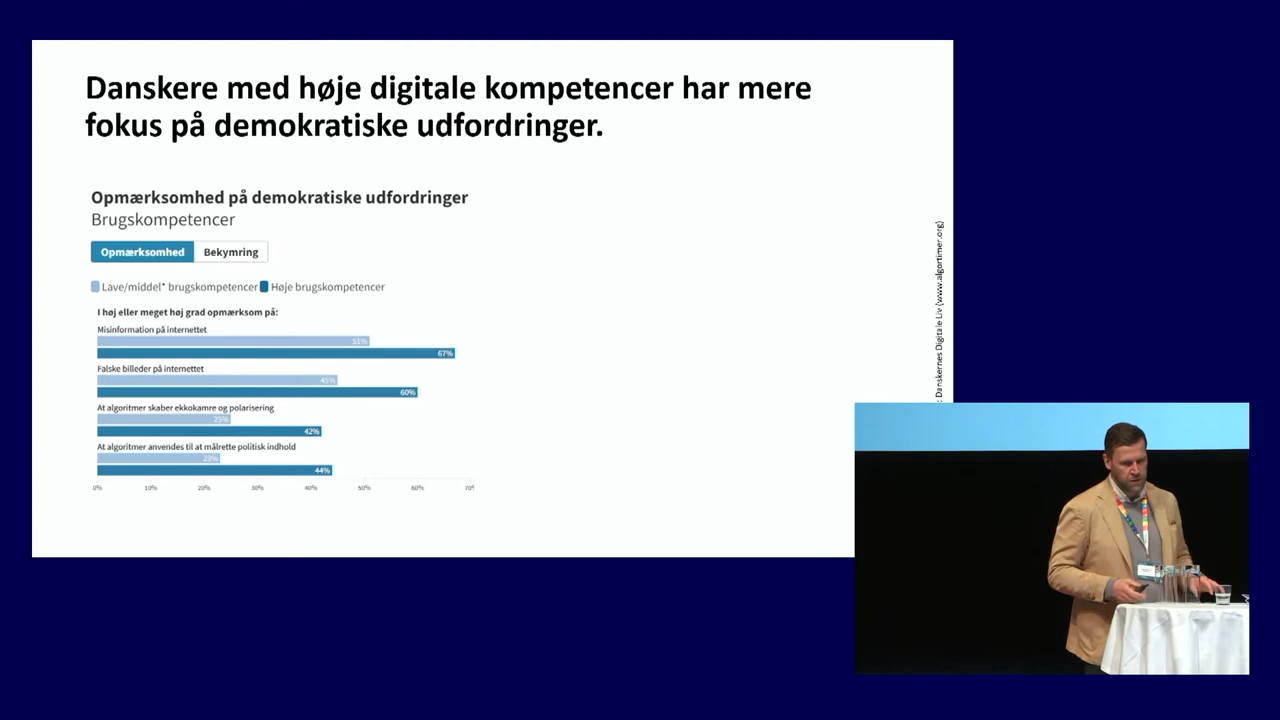 Danskere med høje digitale kompetencer har mere
fokus på demokratiske udfordringer.
Opmærksomhed på demokratiske udfordringer
Brugskompetencer
Opmærksomhed Bekymring
Lave/middel* brugskompetencer Høje brugskompetencer
I høj eller meget høj grad opmærksom på:
Misinformation på internettet
51%
67%
Falske billeder på internettet
45%
60%
At algoritmer skaber ekkokamre og polarisering
25%
42%
At algoritmer anvendes til at målrette politisk indhold
23%
44%
0% 10% 20% 30% 40% 50% 60% 70%
: Danskernes Digitale Liv (www.algortimer.org)